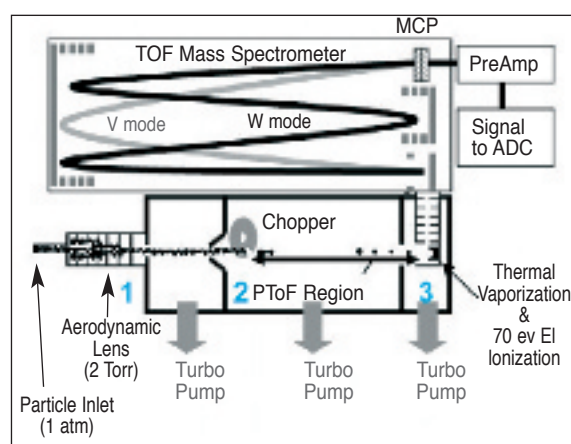 MCP
TOF Mass Spectrometer
PreAmp
V mode
W mode
Signal
to ADC
Chopper
1
2
PToF Region
3
Aerodynamic
Lens
(2 Torr)
Thermal
Vaporization
&
70 ev EI
Ionization
Particle Inlet
(1 atm)
Turbo
Pump
Turbo
Pump
Turbo
Pump